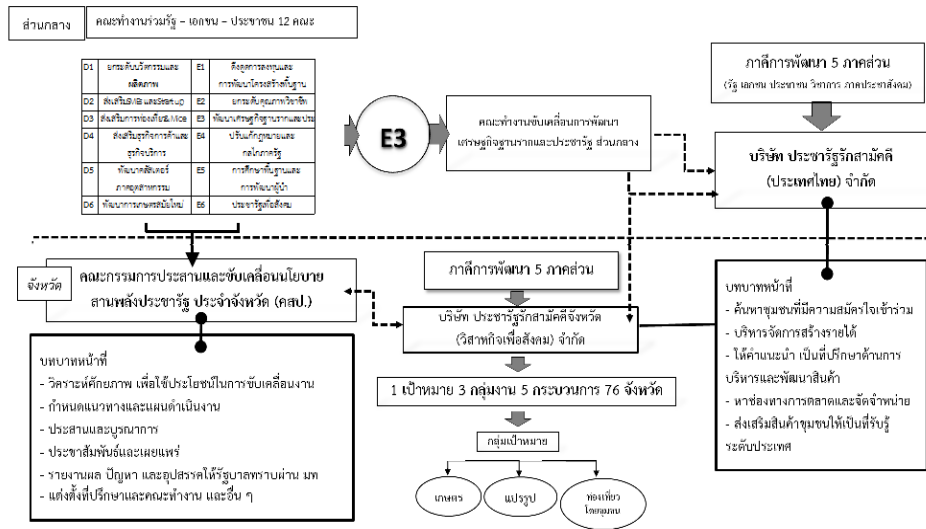 ส่วนกลาง
คณะทำงานร่วมรัฐ – เอกชน – ประชาชน 12 คณะ
D1 ยกระดับนวัตกรรมและผลิตภาพ E1 ดึงดูดการลงทุนและการพัฒนาโครงสร้างพื้นฐาน
D2 ส่งเสริมSMEsและStart up E2 ยกระดับคุณภาพวิชาชีพ
D3 ส่งเสริมการท่องเที่ยว&Mice E3 พัฒนาเศรษฐกิจฐานรากและประ
D4 ส่งเสริมธุรกิจการค้าและธุรกิจบริการ E4 ปรับแก้กฎหมายและกลไกภาครัฐ
D5 พัฒนาคลัสเตอร์ภาคอุตสาหกรรม E5 การศึกษาพื้นฐานและการพัฒนาผู้นำ
D6 พัฒนาการเกษตรสมัยใหม่ E6 ประชารัฐเพื่อสังคม
E3
คณะทำงานขับเคลื่อนการพัฒนา
เศรษฐกิจฐานรากและประชารัฐ ส่วนกลาง
ภาคีการพัฒนา 5 ภาคส่วน
(รัฐ เอกชน ประชาชน วิชาการ ภาคประชาสังคม)
บริษัท ประชารัฐรักสามัคคี
(ประเทศไทย) จำกัด
จังหวัด
คณะกรรมการประสานและขับเคลื่อนนโยบาย
สานพลังประชารัฐ ประจำจังหวัด (คสป.)
บทบาทหน้าที่
- วิเคราะห์ศักยภาพ เพื่อใช้ประโยชน์ในการขับเคลื่อนงาน
- กำหนดแนวทางและแผนดำเนินงาน
- ประสานและบูรณาการ
- ประชาสัมพันธ์และเผยแพร่
- รายงานผล ปัญหา และอุปสรรคให้รัฐบาลทราบผ่าน มท
- แต่งตั้งที่ปรึกษาและคณะทำงาน และอื่น ๆ
ภาคีการพัฒนา 5 ภาคส่วน
บริษัท ประชารัฐรักสามัคคีจังหวัด
(วิสาหกิจเพื่อสังคม) จำกัด
1 เป้าหมาย 3 กลุ่มงาน 5 กระบวนการ 76 จังหวัด
กลุ่มเป้าหมาย
เกษตร
แปรรูป
ท่องเที่ยว
โดยชุมชน
บทบาทหน้าที่
- ค้นหาชุมชนที่มีความสมัครใจเข้าร่วม
- บริหารจัดการสร้างรายได้
- ให้คำแนะนำ เป็นที่ปรึกษาด้านการ
บริหารและพัฒนาสินค้า
- หาช่องทางการตลาดและจัดจำหน่าย
- ส่งเสริมสินค้าชุมชนให้เป็นที่รับรู้
ระดับประเทศ